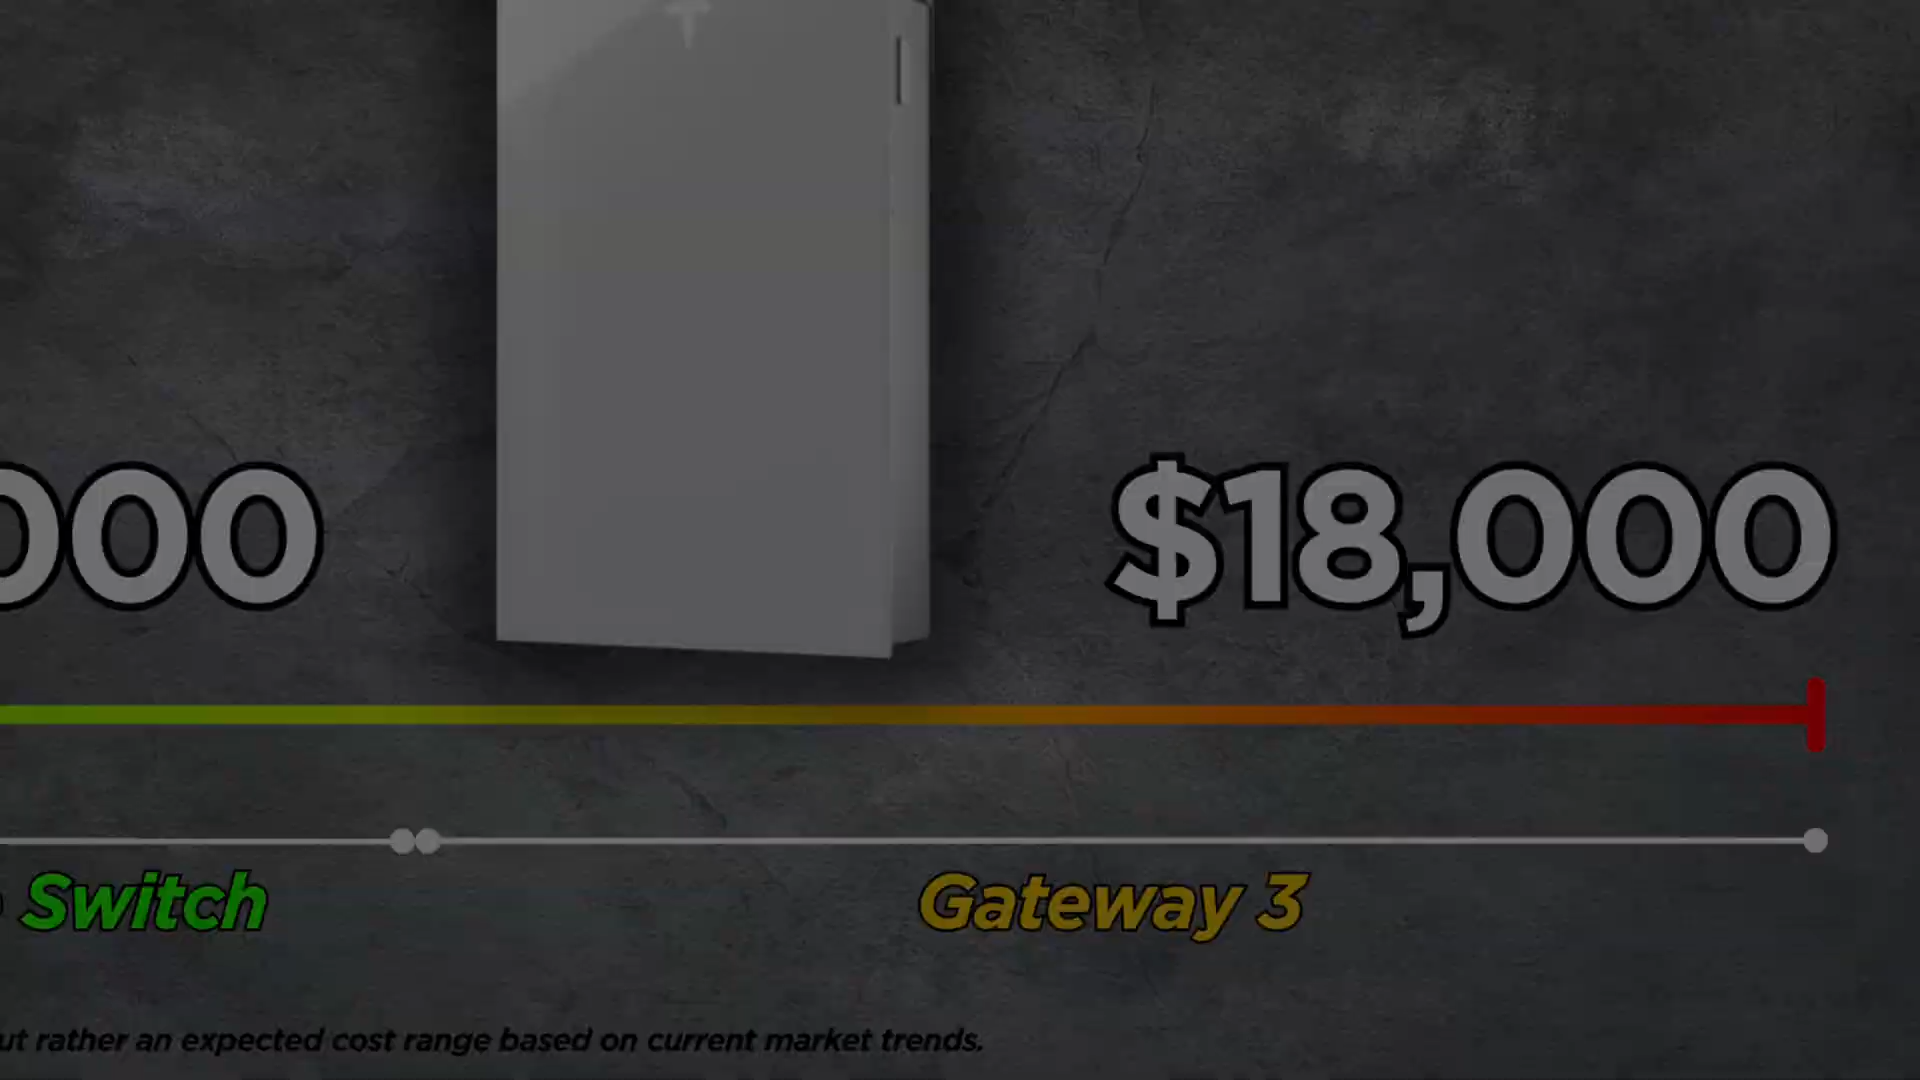 000 $18,000
Switch Gateway 3
ut rather an expected cost range based on current market trends.